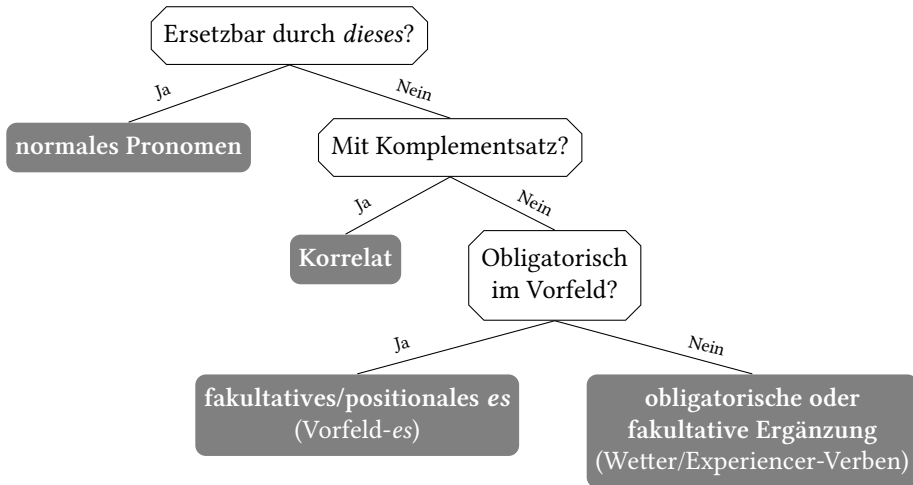 Ersetzbar durch dieses?
Ja
Nein
normales Pronomen
Mit Komplementsatz?
Ja
Nein
Korrelat
Obligatorisch
im Vorfeld?
Ja
Nein
fakultatives/positionales es
(Vorfeld-es)
obligatorische oder
fakultative Ergänzung
(Wetter/Experiencer-Verben)